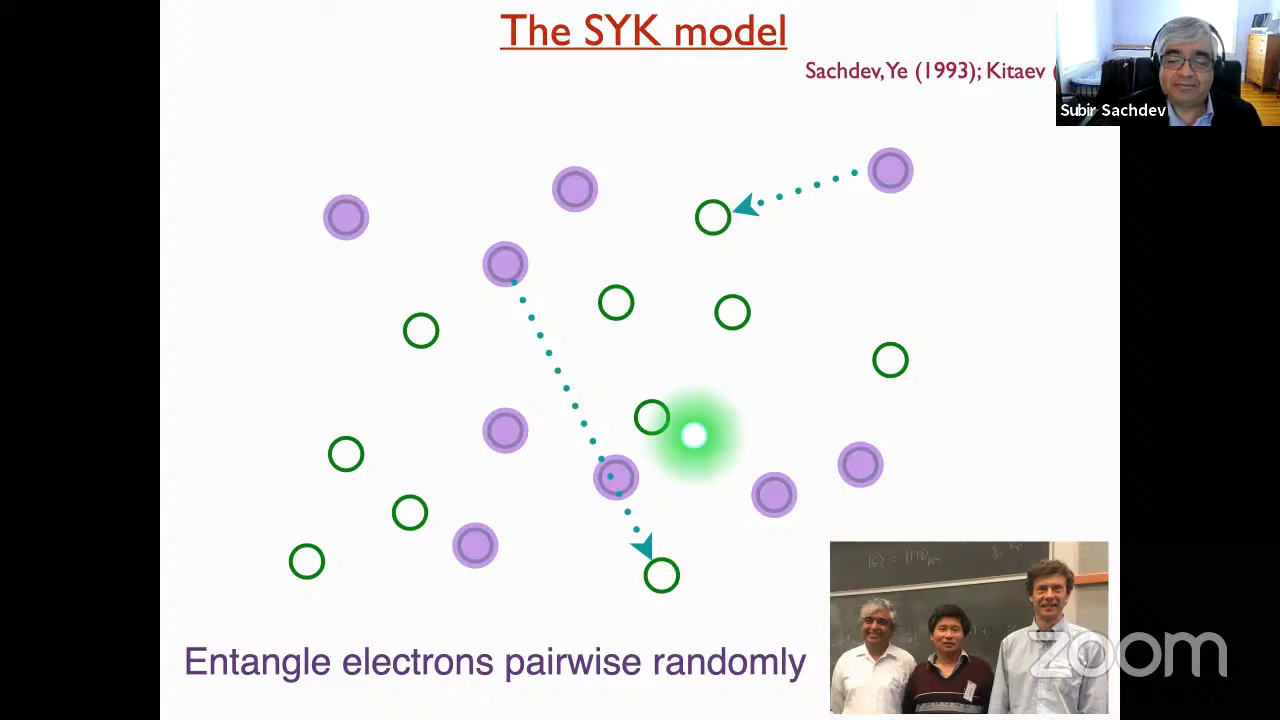 The SYK model
Sachdev, Ye (1993); Kitaev (
Subir Sachdev
Entangle electrons pairwise randomly
zoom